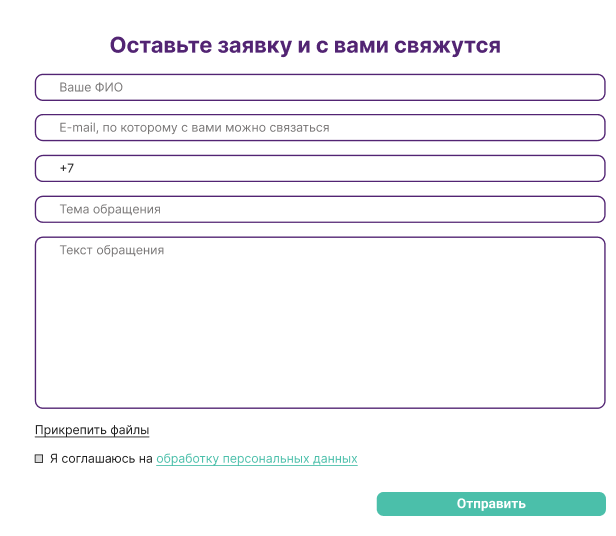 Оставьте заявку и с вами свяжутся
Ваше ФИО
E-mail, по которому с вами можно связаться
+7
Тема обращения
Текст обращения
Прикрепить файлы
Я соглашаюсь на обработку персональных данных
Отправить